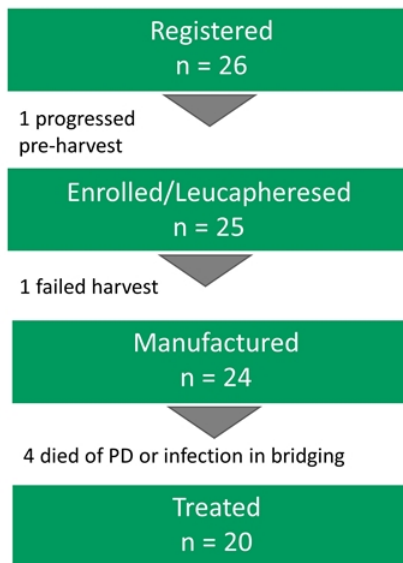 Registered
n = 26
1 progressed
pre-harvest
Enrolled/Leucapheresed
n = 25
1 failed harvest
Manufactured
n = 24
4 died of PD or infection in bridging
Treated
n = 20